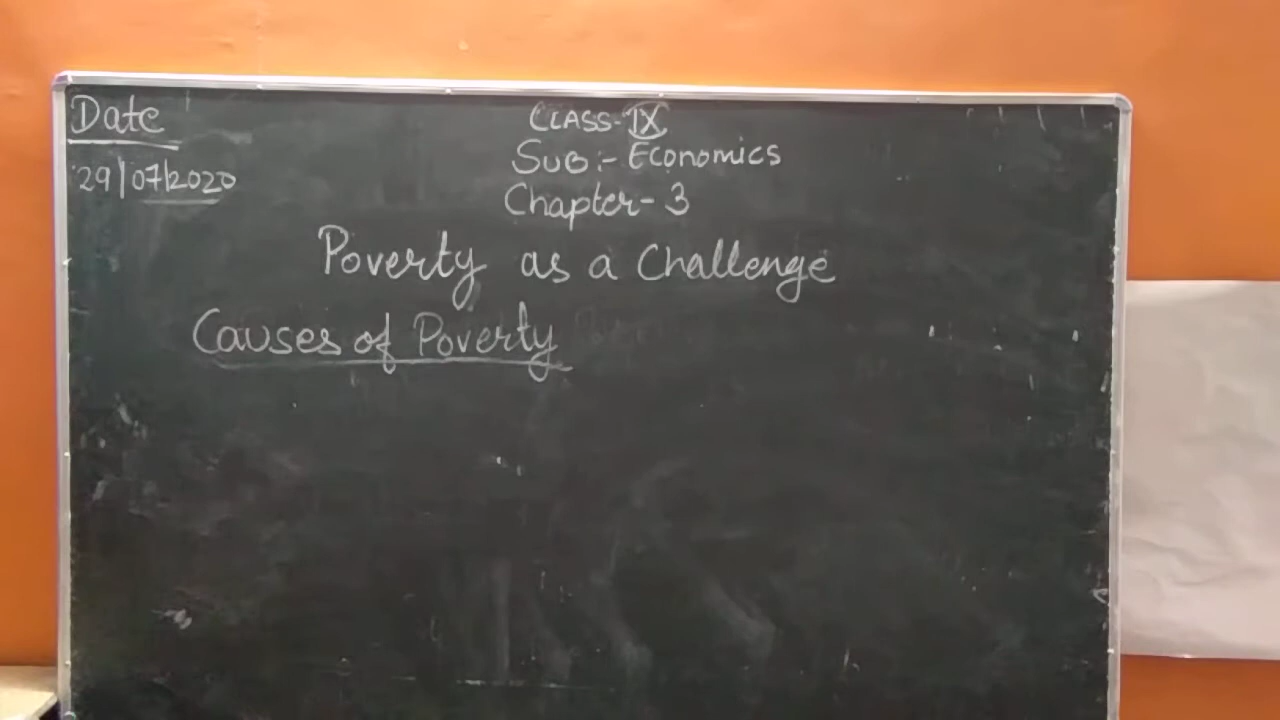 Date
29/07/2020
CLASS-IX
SUB:- ECONOMICS
Chapter-3
Poverty as a Challenge
Causes of Poverty